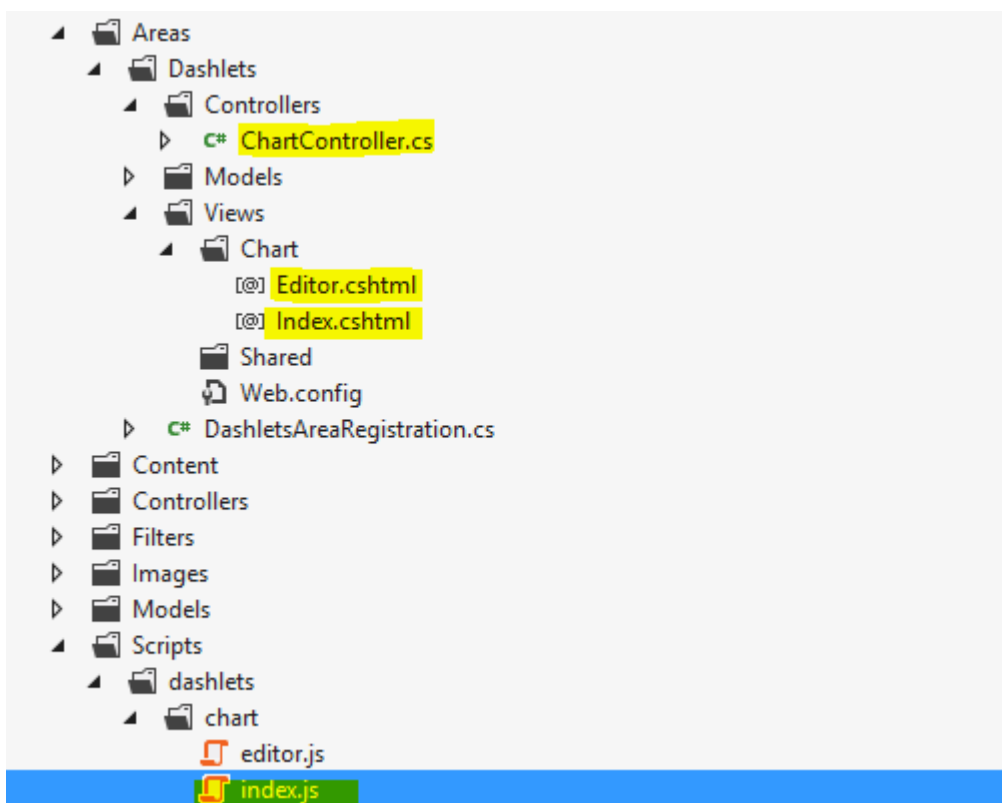 Areas
Dashlets
Controllers
C# ChartController.cs
Models
Views
Chart
[@] Editor.cshtml
[@] Index.cshtml
Shared
Web.config
C# DashletsAreaRegistration.cs
Content
Controllers
Filters
Images
Models
Scripts
dashlets
chart
editor.js
index.js